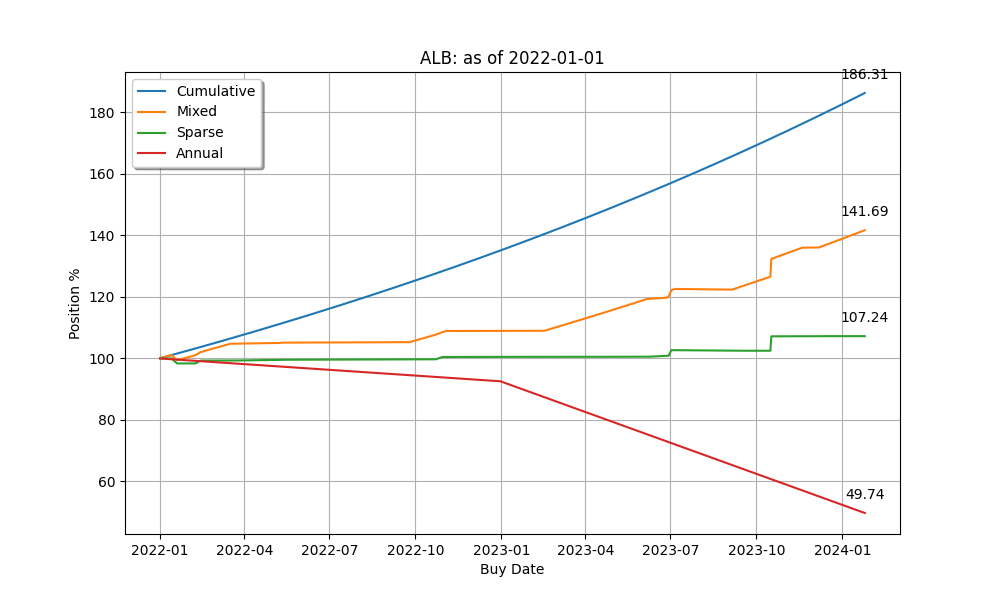 ALB: as of 2022-01-01
Cumulative
Mixed
Sparse
Annual
186.31
141.69
107.24
49.74
Position %
180
160
140
120
100
80
60
2022-01 2022-04 2022-07 2022-10 2023-01 2023-04 2023-07 2023-10 2024-01
Buy Date